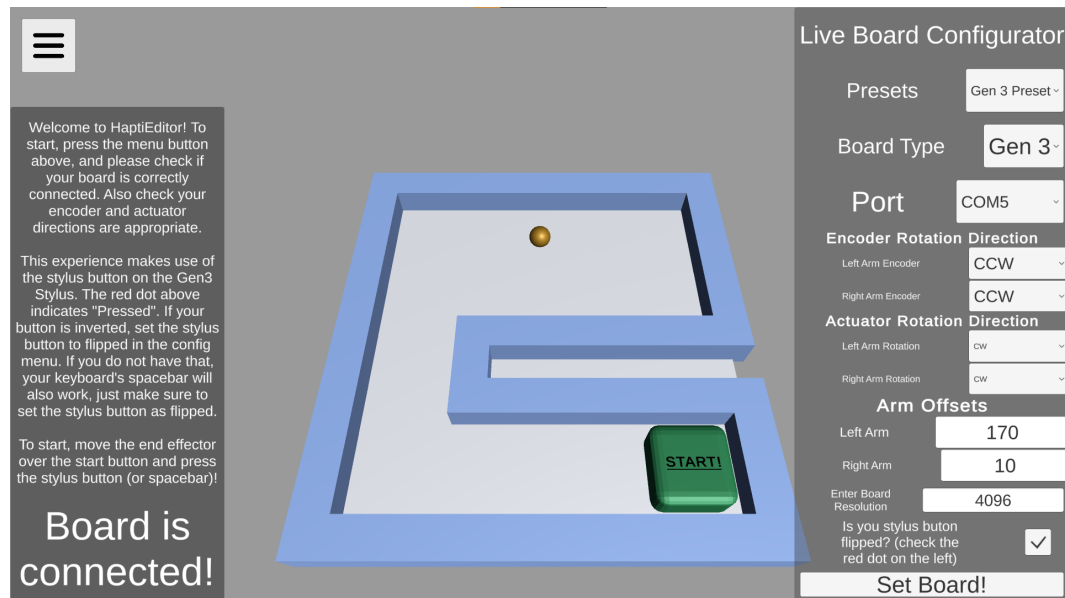 Welcome to HaptiEditor! To
start, press the menu button
above, and please check if
your board is correctly
connected. Also check your
encoder and actuator
directions are appropriate.
This experience makes use of
the stylus button on the Gen3
Stylus. The red dot above
indicates "Pressed". If your
button is inverted, set the stylus
button to flipped in the config
menu. If you do not have that,
your keyboard's spacebar will
also work, just make sure to
set the stylus button as flipped.
To start, move the end effector
over the start button and press
the stylus button (or spacebar)!
Board is
connected!
START!
Live Board Configurator
Presets
Gen 3 Preset
Board Type
Gen 3
Port
COM5
Encoder Rotation Direction
Left Arm Encoder
CCW
Right Arm Encoder
CCW
Actuator Rotation Direction
Left Arm Rotation
CW
Right Arm Rotation
CW
Arm Offsets
Left Arm
170
Right Arm
10
Enter Board
Resolution
4096
Is you stylus buton
flipped? (check the
red dot on the left)
Set Board!